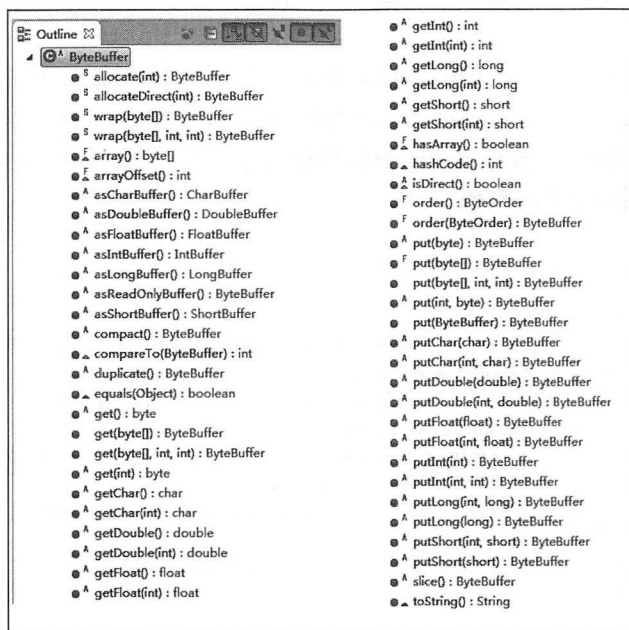 Outline
ByteBuffer
allocate(int) : ByteBuffer
allocateDirect(int) : ByteBuffer
wrap(byte[]) : ByteBuffer
wrap(byte[], int, int) : ByteBuffer
array() : byte[]
arrayOffset() : int
asCharBuffer() : CharBuffer
asDoubleBuffer() : DoubleBuffer
asFloatBuffer() : FloatBuffer
asIntBuffer() : IntBuffer
asLongBuffer() : LongBuffer
asReadOnlyBuffer() : ByteBuffer
asShortBuffer() : ShortBuffer
compact() : ByteBuffer
compareTo(ByteBuffer) : int
duplicate() : ByteBuffer
equals(Object) : boolean
get() : byte
get(byte[]) : ByteBuffer
get(byte[], int, int) : ByteBuffer
get(int) : byte
getChar() : char
getChar(int) : char
getDouble() : double
getDouble(int) : double
getFloat() : float
getFloat(int) : float
getInt() : int
getInt(int) : int
getLong() : long
getLong(int) : long
getShort() : short
getShort(int) : short
hasArray() : boolean
hashCode() : int
isDirect() : boolean
order() : ByteOrder
order(ByteOrder) : ByteBuffer
put(byte) : ByteBuffer
put(byte[]) : ByteBuffer
put(byte[], int, int) : ByteBuffer
put(int, byte) : ByteBuffer
put(ByteBuffer) : ByteBuffer
putChar(char) : ByteBuffer
putChar(int, char) : ByteBuffer
putDouble(double) : ByteBuffer
putDouble(int, double) : ByteBuffer
putFloat(float) : ByteBuffer
putFloat(int, float) : ByteBuffer
putInt(int) : ByteBuffer
putInt(int, int) : ByteBuffer
putLong(int, long) : ByteBuffer
putLong(long) : ByteBuffer
putShort(int, short) : ByteBuffer
putShort(short) : ByteBuffer
slice() : ByteBuffer
toString() : String